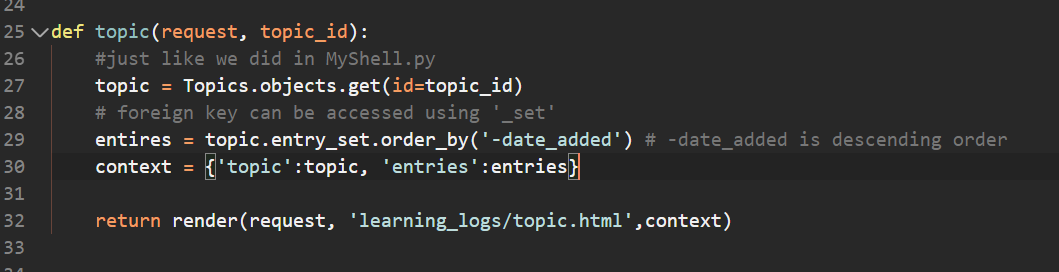 24
25 def topic(request, topic_id):
26 #just like we did in MyShell.py
27 topic = Topics.objects.get(id=topic_id)
28 # foreign key can be accessed using '_set'
29 entires = topic.entry_set.order_by('-date_added') # -date_added is descending order
30 context = {'topic':topic, 'entries':entries}
31
32 return render(request, 'learning_logs/topic.html',context)
33